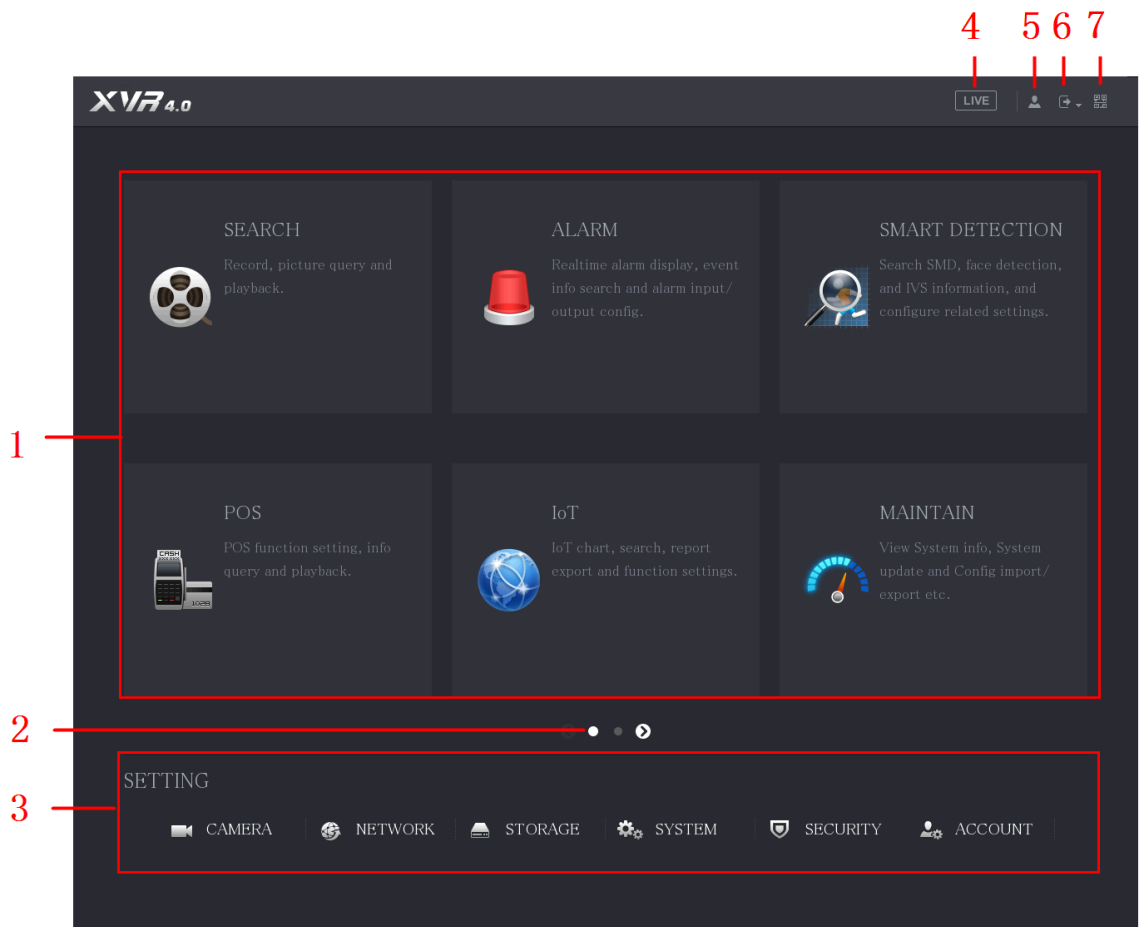 4 5 6 7
XVR 4.0
LIVE
SEARCH
Record, picture query and
playback.
ALARM
Realtime alarm display, event
info search and alarm input/
output config.
SMART DETECTION
Search SMD, face detection,
and IVS information, and
configure related settings.
1
POS
POS function setting, info
query and playback.
CASH
IoT
IoT chart, search, report
export and function settings.
MAINTAIN
View System info, System
update and Config import/
export etc.
2
3
SETTING
CAMERA NETWORK STORAGE SYSTEM SECURITY ACCOUNT